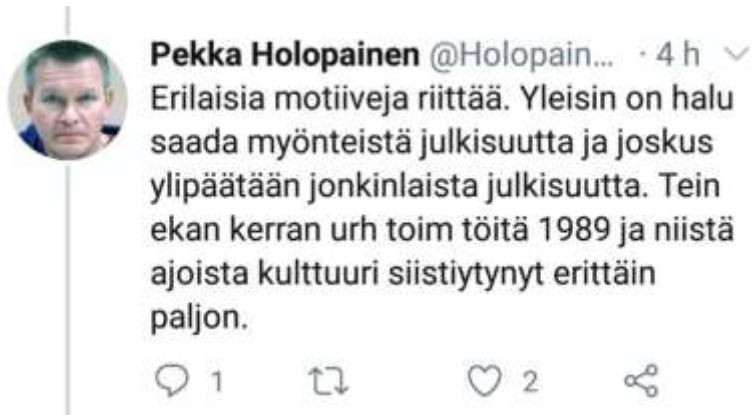 Pekka Holopainen @Holopain... · 4 h
Erilaisia motiiveja riittää. Yleisin on halu
saada myönteistä julkisuutta ja joskus
ylipäätään jonkinlaista julkisuutta. Tein
ekan kerran urh toim töitä 1989 ja niistä
ajoista kulttuuri siistiytynyt erittäin
paljon.
1 2